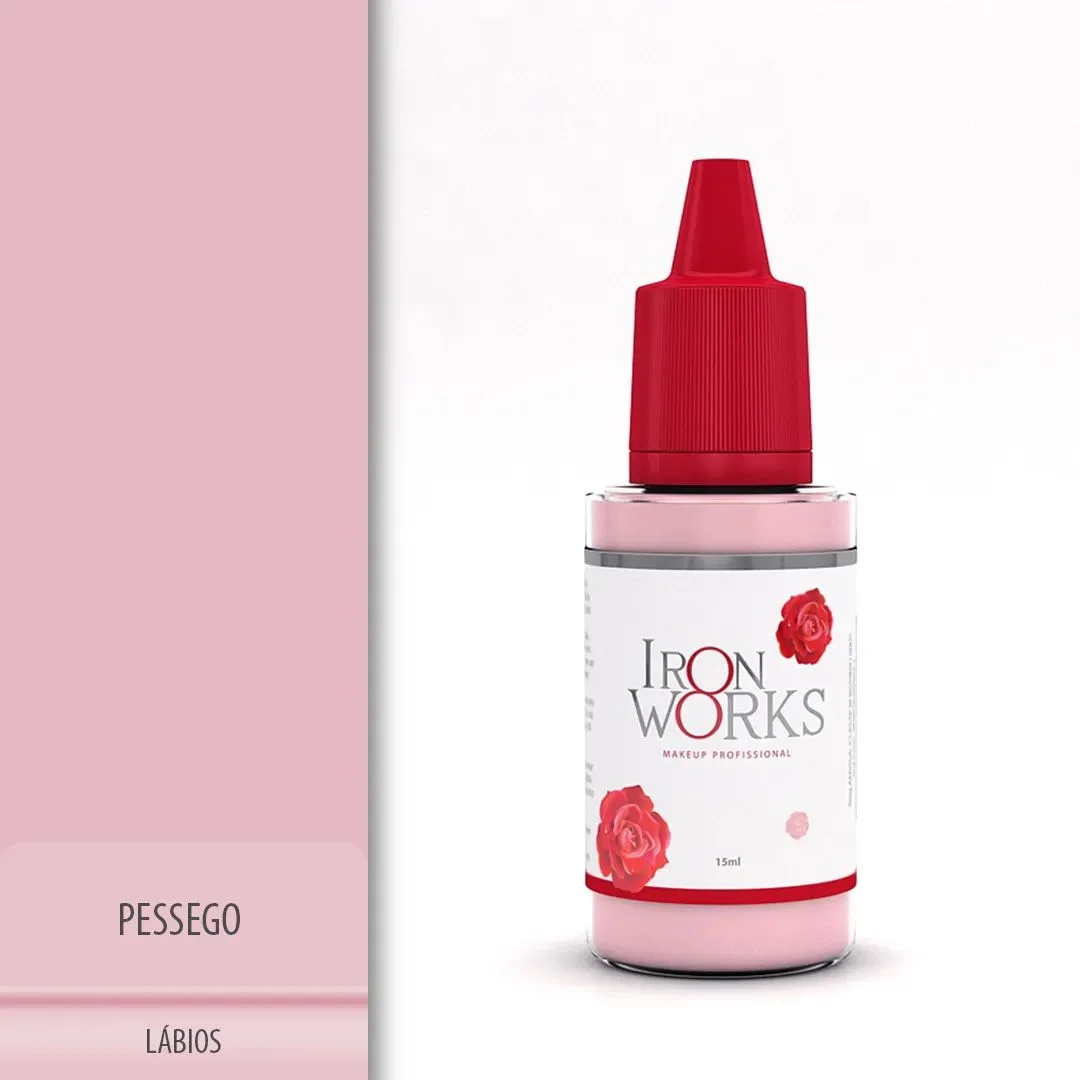 PESSEGO
LÁBIOS
IRON
WORKS
MAKEUP PROFISSIONAL
15ml